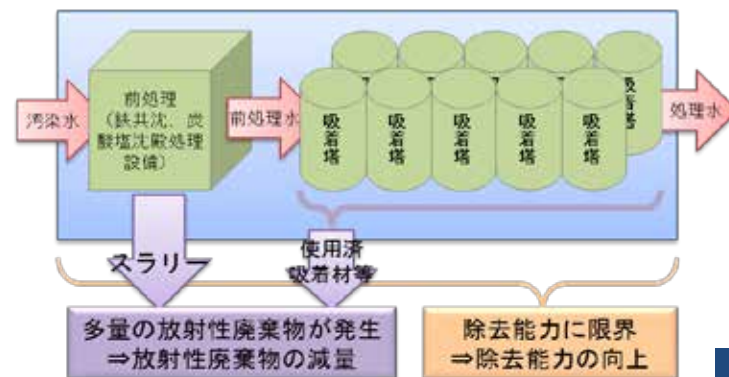 汚染水
前処理
（鉄共沈、炭
酸塩沈殿処理
設備）
前処理水
吸着塔
吸着塔
吸着塔
吸着塔
吸着塔
吸着塔
処理水
スラリー
使用済
吸着材等
多量の放射性廃棄物が発生
⇒放射性廃棄物の減量
除去能力に限界
⇒除去能力の向上